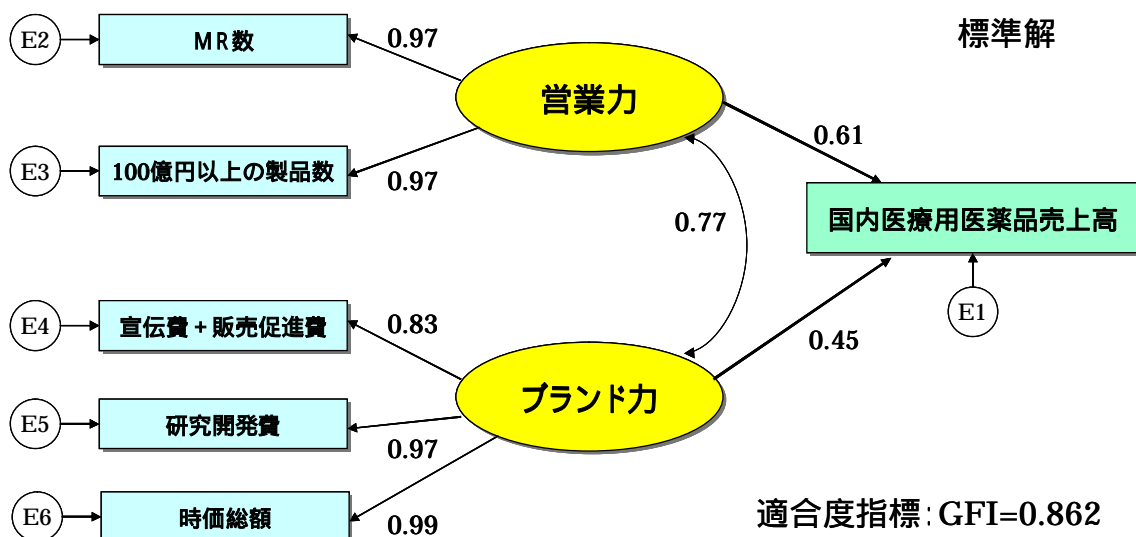 標準解
E2
MR数
0.97
営業力
0.61
E3
100億円以上の製品数
0.97
0.77
国内医療用医薬品売上高
E1
E4
宣伝費+販売促進費
0.83
0.45
ブランド力
E5
研究開発費
0.97
E6
時価総額
0.99
適合度指標:GFI=0.862